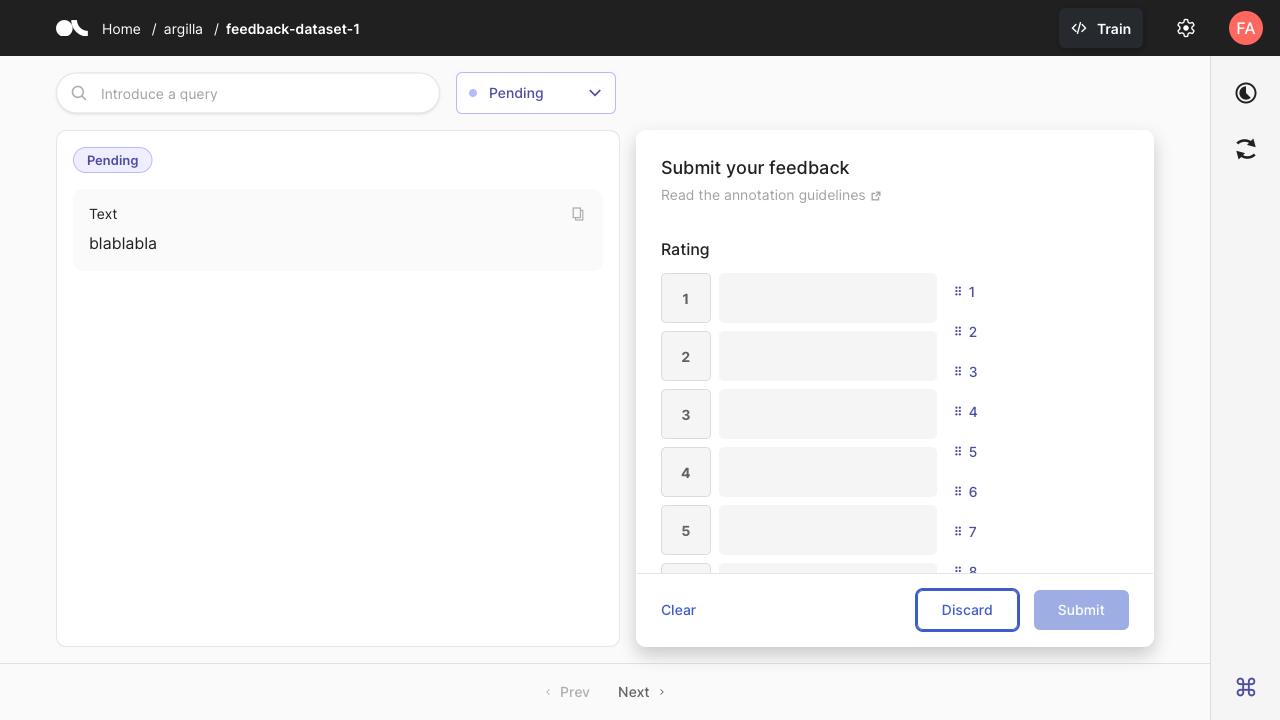 Home / argilla / feedback-dataset-1
Train
FA
Introduce a query
Pending
Pending
Text
blablabla
Submit your feedback
Read the annotation guidelines
Rating
1
1
2
2
3
3
4
4
5
5
6
7
8
Clear
Discard
Submit
Prev
Next